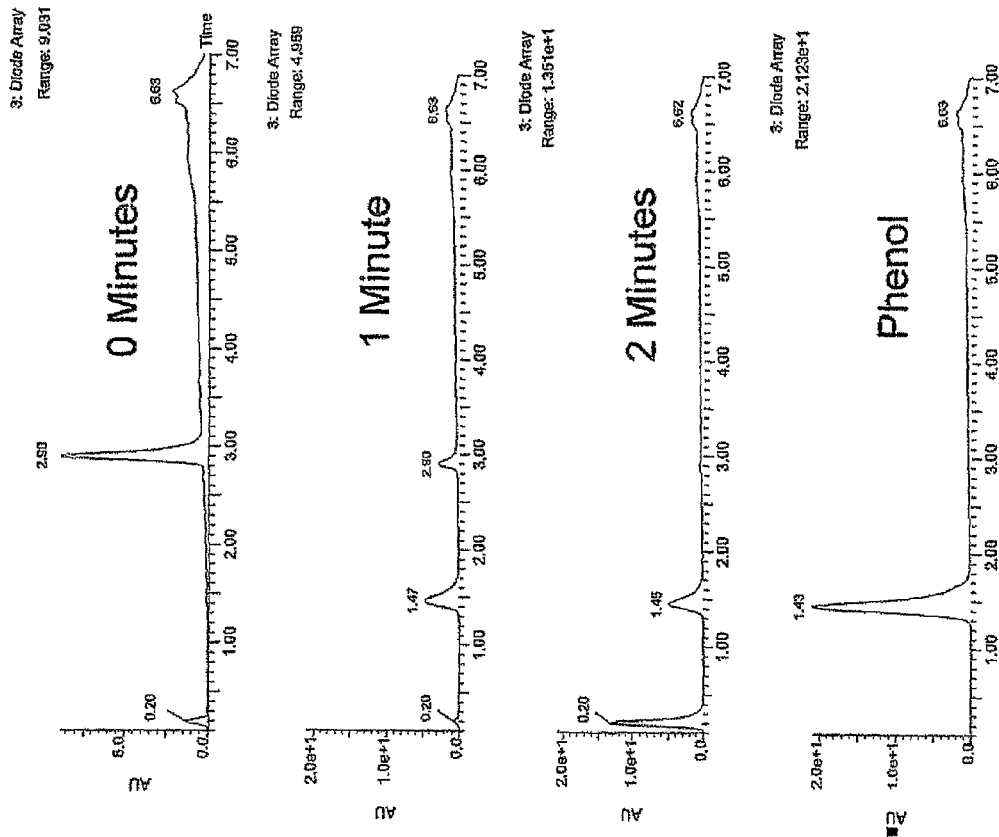 3: Diode Array
Range: 9.031
0 Minutes
2.90
6.63
0.20
AU
5.0
0.0
1.00 2.00 3.00 4.00 5.00 6.00 7.00
Time
3: Diode Array
Range: 4.959
1 Minute
0.20
1.47
2.90
6.63
AU
2.0e+1
1.0e+1
0.0
1.00 2.00 3.00 4.00 5.00 6.00 7.00
3: Diode Array
Range: 1.351e+1
2 Minutes
0.20
1.45
6.62
AU
2.0e+1
1.0e+1
0.0
1.00 2.00 3.00 4.00 5.00 6.00 7.00
3: Diode Array
Range: 2.123e+1
Phenol
1.43
6.63
AU
2.0e+1
1.0e+1
0.0
1.00 2.00 3.00 4.00 5.00 6.00 7.00